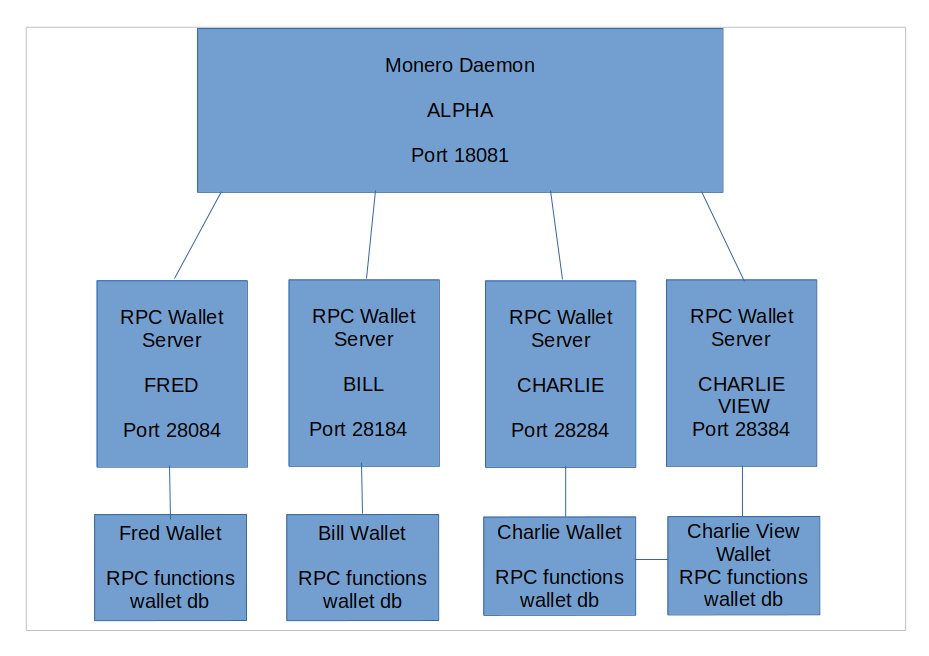 Monero Daemon
ALPHA
Port 18081
RPC Wallet
Server
FRED
Port 28084
RPC Wallet
Server
BILL
Port 28184
RPC Wallet
Server
CHARLIE
Port 28284
RPC Wallet
Server
CHARLIE
VIEW
Port 28384
Fred Wallet
RPC functions
wallet db
Bill Wallet
RPC functions
wallet db
Charlie Wallet
RPC functions
wallet db
Charlie View
Wallet
RPC functions
wallet db